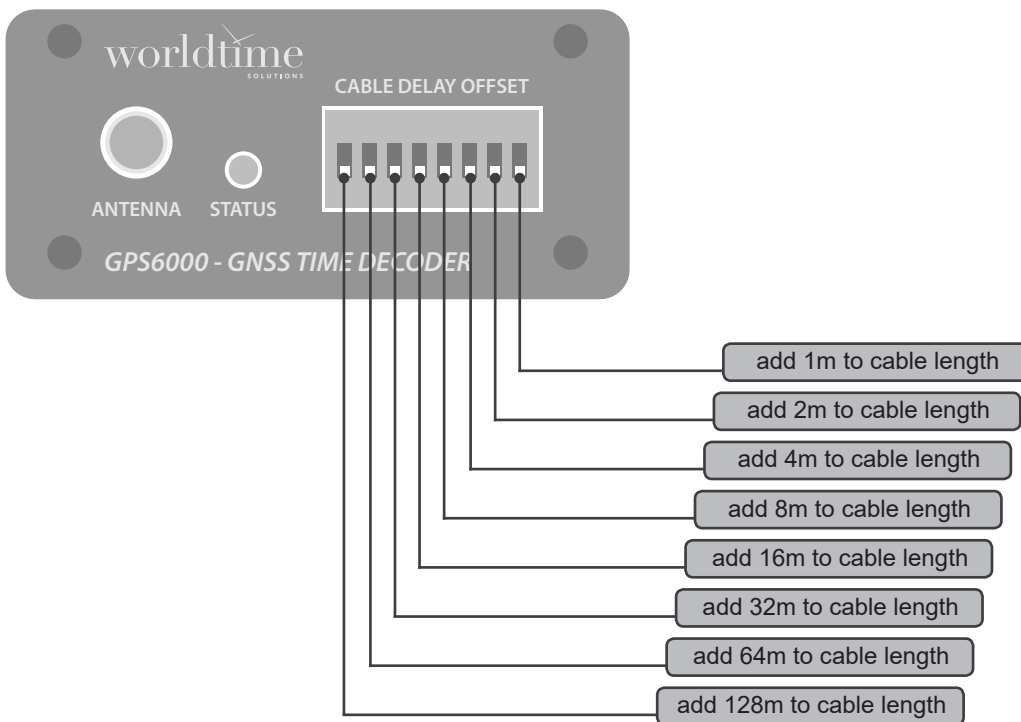 worldtime
SOLUTIONS
CABLE DELAY OFFSET
ANTENNA STATUS
GPS6000 - GNSS TIME DECODER
add 1m to cable length
add 2m to cable length
add 4m to cable length
add 8m to cable length
add 16m to cable length
add 32m to cable length
add 64m to cable length
add 128m to cable length